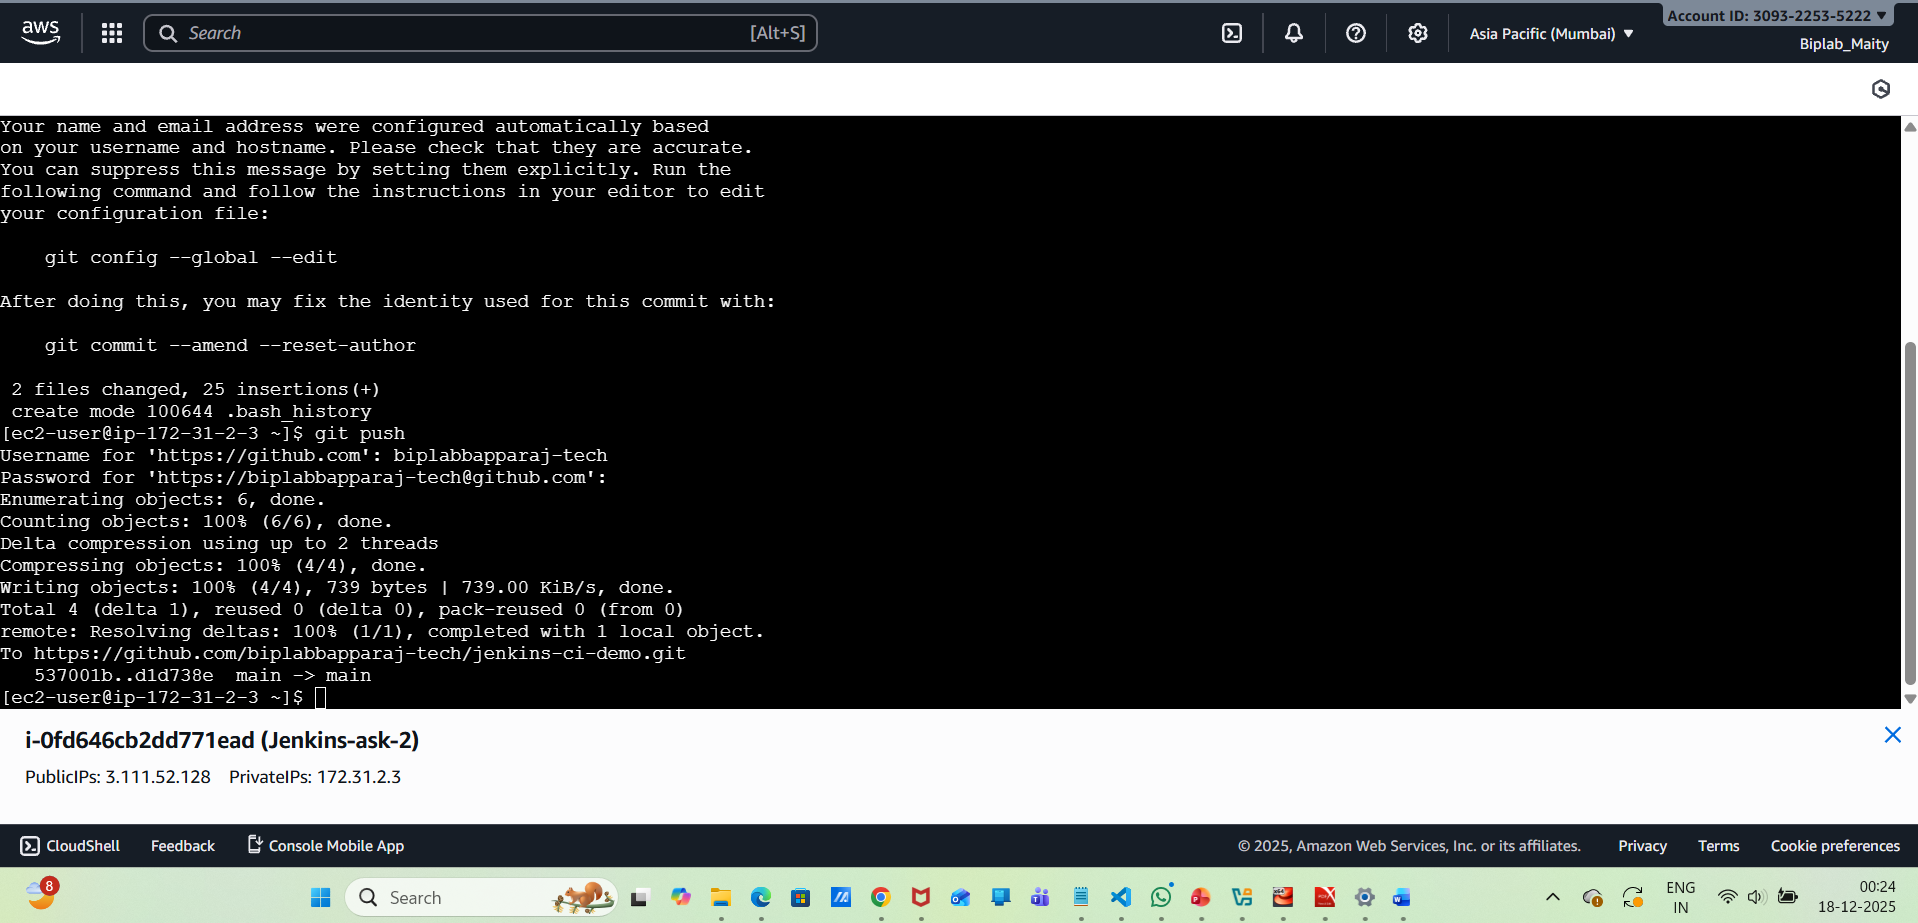 aws
Search
[Alt+S]
Asia Pacific (Mumbai) ▼
Account ID: 3093-2253-5222 ▼
Biplab_Maity
Your name and email address were configured automatically based
on your username and hostname. Please check that they are accurate.
You can suppress this message by setting them explicitly. Run the
following command and follow the instructions in your editor to edit
your configuration file:
git config --global --edit
After doing this, you may fix the identity used for this commit with:
git commit --amend --reset-author
2 files changed, 25 insertions(+)
create mode 100644 .bash_history
[ec2-user@ip-172-31-2-3 ~]$ git push
Username for 'https://github.com': biplabbapparaj-tech
Password for 'https://biplabbapparaj-tech@github.com':
Enumerating objects: 6, done.
Counting objects: 100% (6/6), done.
Delta compression using up to 2 threads
Compressing objects: 100% (4/4), done.
Writing objects: 100% (4/4), 739 bytes | 739.00 KiB/s, done.
Total 4 (delta 1), reused 0 (delta 0), pack-reused 0 (from 0)
remote: Resolving deltas: 100% (1/1), completed with 1 local object.
To https://github.com/biplabbapparaj-tech/jenkins-ci-demo.git
537001b..d1d738e  main -> main
[ec2-user@ip-172-31-2-3 ~]$
i-0fd646cb2dd771ead (Jenkins-ask-2)
PublicIPs: 3.111.52.128 PrivateIPs: 172.31.2.3
CloudShell Feedback Console Mobile App © 2025, Amazon Web Services, Inc. or its affiliates. Privacy Terms Cookie preferences
8
Search
ENG
IN
00:24
18-12-2025